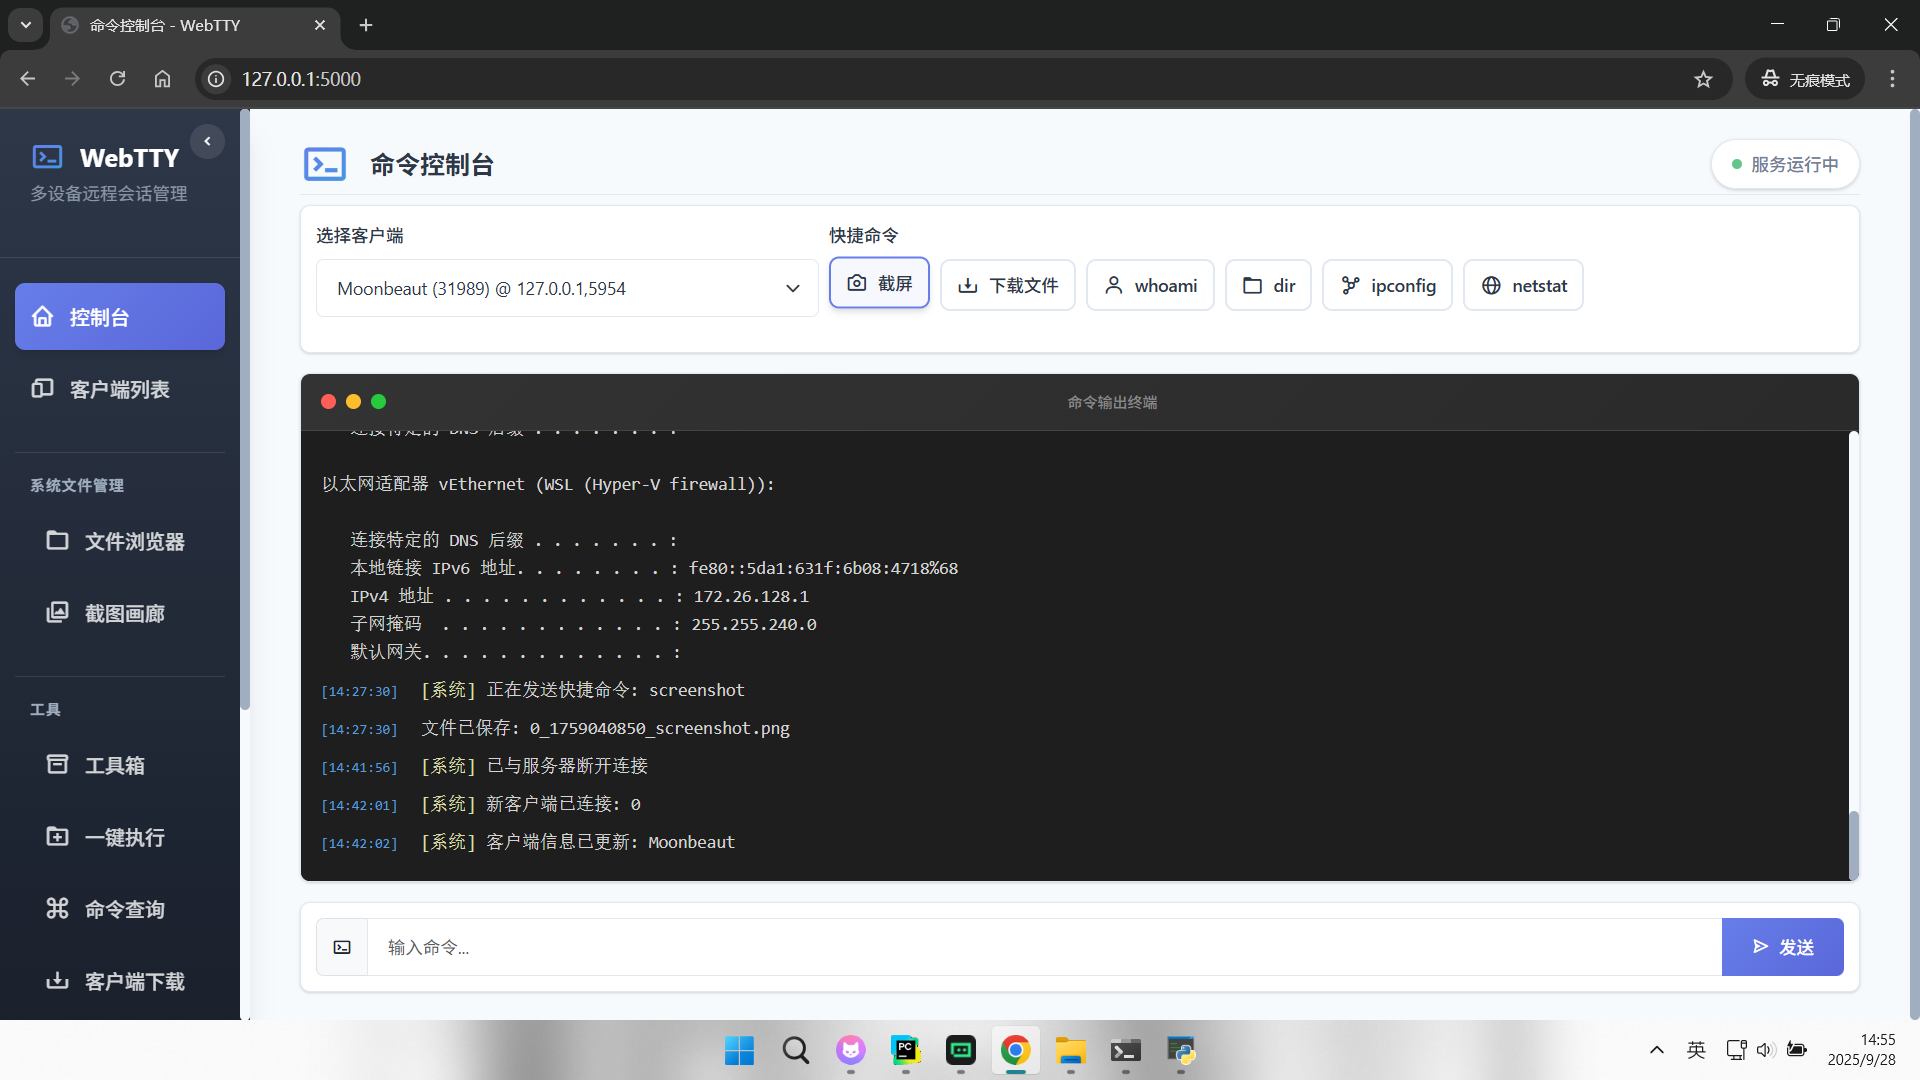 命令控制台 - WebTTY
127.0.0.1:5000
无痕模式
WebTTY
多设备远程会话管理
控制台
客户端列表
系统文件管理
文件浏览器
截图画廊
工具
工具箱
一键执行
命令查询
客户端下载
命令控制台
服务运行中
选择客户端
Moonbeaut (31989) @ 127.0.0.1,5954
快捷命令
截屏
下载文件
whoami
dir
ipconfig
netstat
命令输出终端
连接特定的 DNS 后缀 . . . . . . . :
以太网适配器 vEthernet (WSL (Hyper-V firewall)):
连接特定的 DNS 后缀 . . . . . . . :
本地链接 IPv6 地址. . . . . . . . : fe80::5da1:631f:6b08:4718%68
IPv4 地址 . . . . . . . . . . . . : 172.26.128.1
子网掩码  . . . . . . . . . . . . : 255.255.240.0
默认网关. . . . . . . . . . . . . :
[14:27:30] [系统] 正在发送快捷命令: screenshot
[14:27:30] 文件已保存: 0_1759040850_screenshot.png
[14:41:56] [系统] 已与服务器断开连接
[14:42:01] [系统] 新客户端已连接: 0
[14:42:02] [系统] 客户端信息已更新: Moonbeaut
输入命令...
发送
PC
英
14:55
2025/9/28